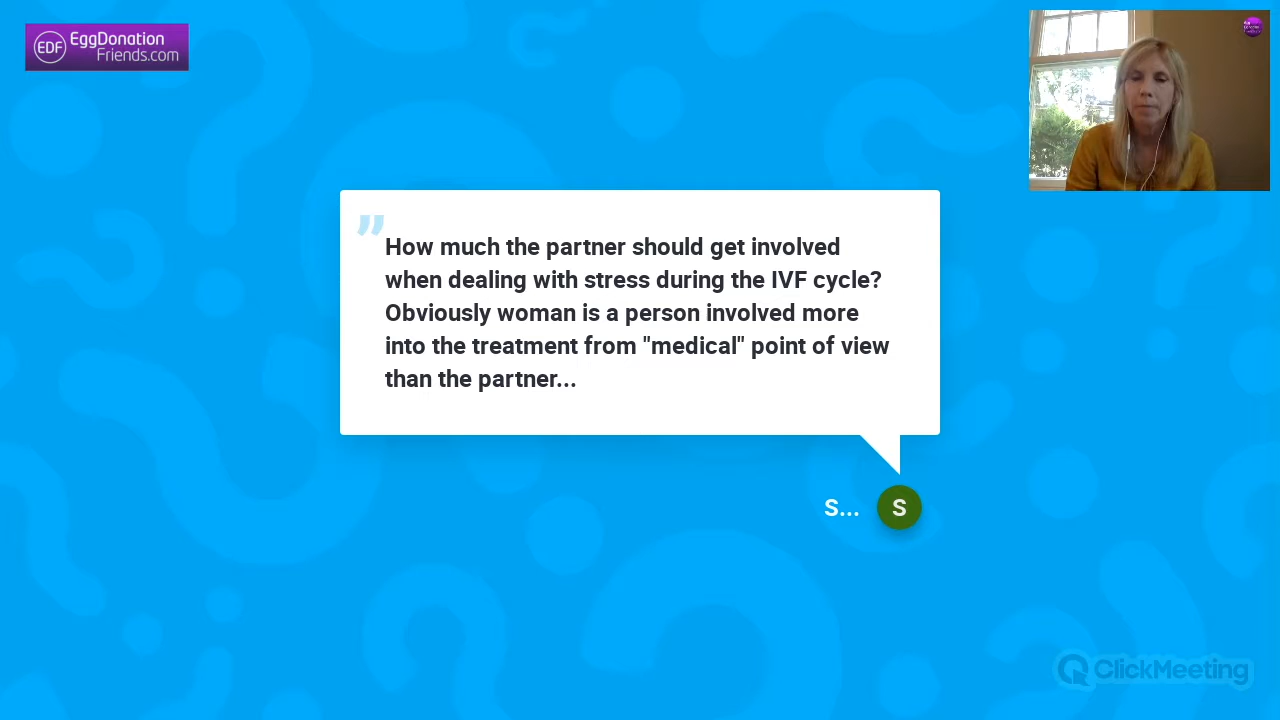 EDF EggDonation
Friends.com
"
How much the partner should get involved
when dealing with stress during the IVF cycle?
Obviously woman is a person involved more
into the treatment from "medical" point of view
than the partner...
S... S
ClickMeeting